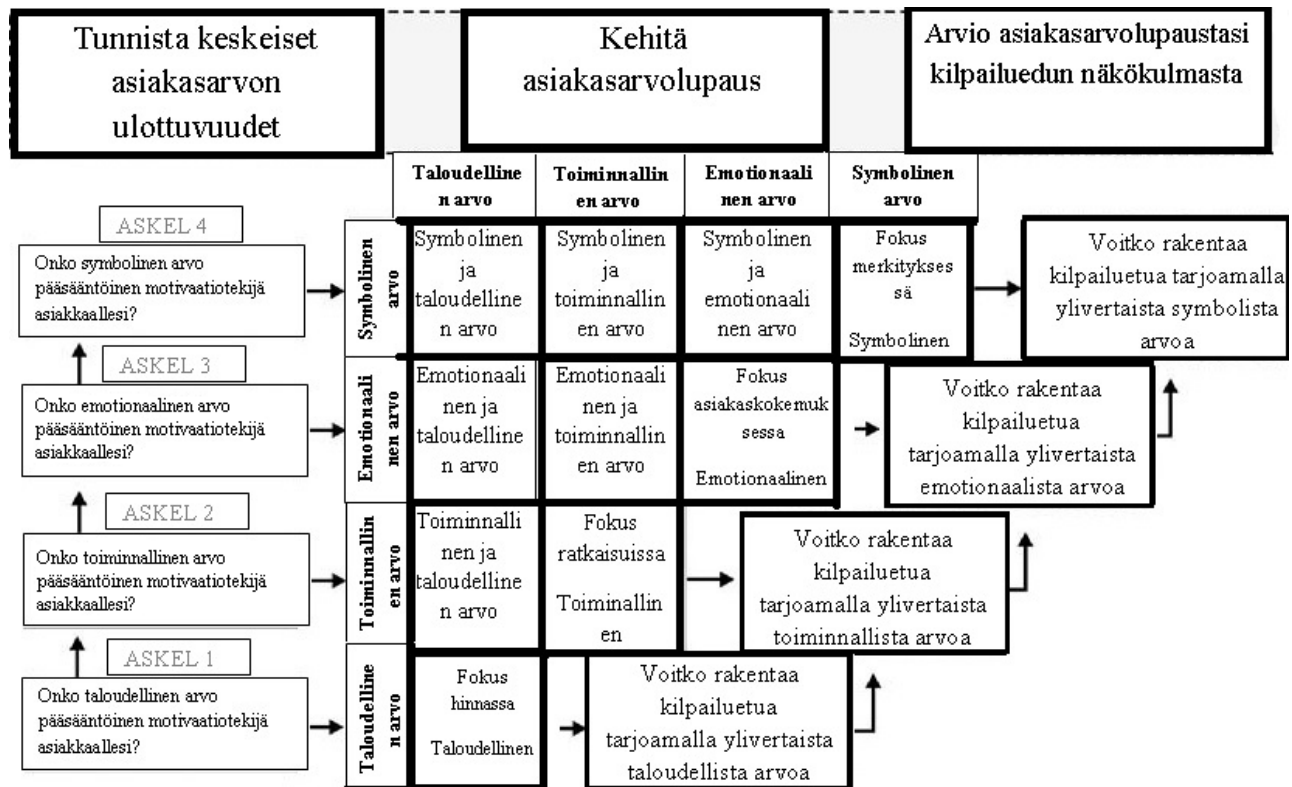 Tunnista keskeiset
asiakasarvon
ulottuvuudet
Kehitä
asiakasarvolupaus
Arvio asiakasarvolupaustasi
kilpailuedun näkökulmasta
Taloudelline
n arvo
Toiminnallin
en arvo
Emotionaali
nen arvo
Symbolinen
arvo
ASKEL 4
Onko symbolinen arvo
pääsääntöinen motivaatiotekijä
asiakkaallesi?
Symbolinen
arvo
Symbolinen
ja
taloudelline
n arvo
Symbolinen
ja
toiminnallin
en arvo
Symbolinen
ja
emotionaali
nen arvo
Fokus
merkitykses
sä
Symbolinen
Voitko rakentaa
kilpailuetua tarjoamalla
ylivertaista symbolista
arvoa
ASKEL 3
Onko emotionaalinen arvo
pääsääntöinen motivaatiotekijä
asiakkaallesi?
Emotionaali
nen arvo
Emotionaali
nen ja
taloudelline
n arvo
Emotionaali
nen ja
toiminnallin
en arvo
Fokus
asiakaskokemuk
sessa
Emotionaalinen
Voitko rakentaa
kilpailuetua
tarjoamalla ylivertaista
emotionaalista arvoa
ASKEL 2
Onko toiminnallinen arvo
pääsääntöinen motivaatiotekijä
asiakkaallesi?
Toiminnallin
en arvo
Toiminnalli
nen ja
taloudelline
n arvo
Fokus
ratkaisuissa
Toiminallin
en
Voitko rakentaa
kilpailuetua
tarjoamalla ylivertaista
toiminnallista arvoa
ASKEL 1
Onko taloudellinen arvo
pääsääntöinen motivaatiotekijä
asiakkaallesi?
Taloudelline
n arvo
Fokus
hinnassa
Taloudellinen
Voitko rakentaa
kilpailuetua
tarjoamalla ylivertaista
taloudellista arvoa